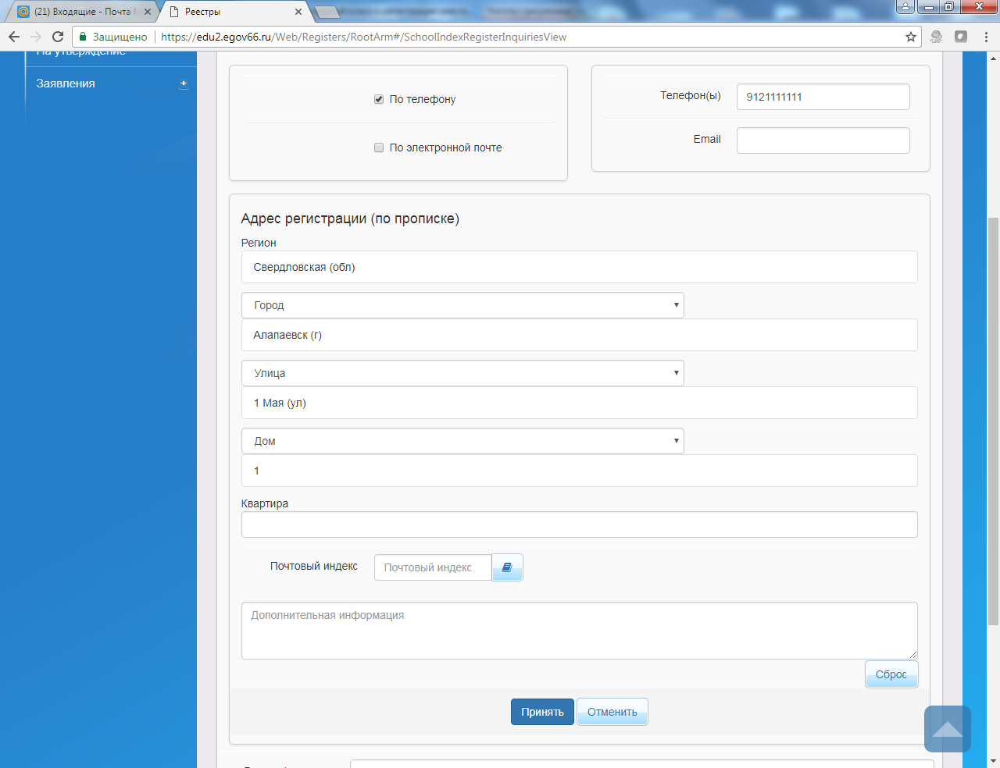 (21) Входящие - Почта
Реестры
Защищено
https://edu2.egov66.ru/Web/Registers/RootArm#/SchoolIndexRegisterInquiriesView
На утверждение
Заявления
По телефону
По электронной почте
Телефон(ы)
9121111111
Email
Адрес регистрации (по прописке)
Регион
Свердловская (обл)
Город
Алапаевск (г)
Улица
1 Мая (ул)
Дом
1
Квартира
Почтовый индекс
Почтовый индекс
Дополнительная информация
Сброс
Принять
Отменить